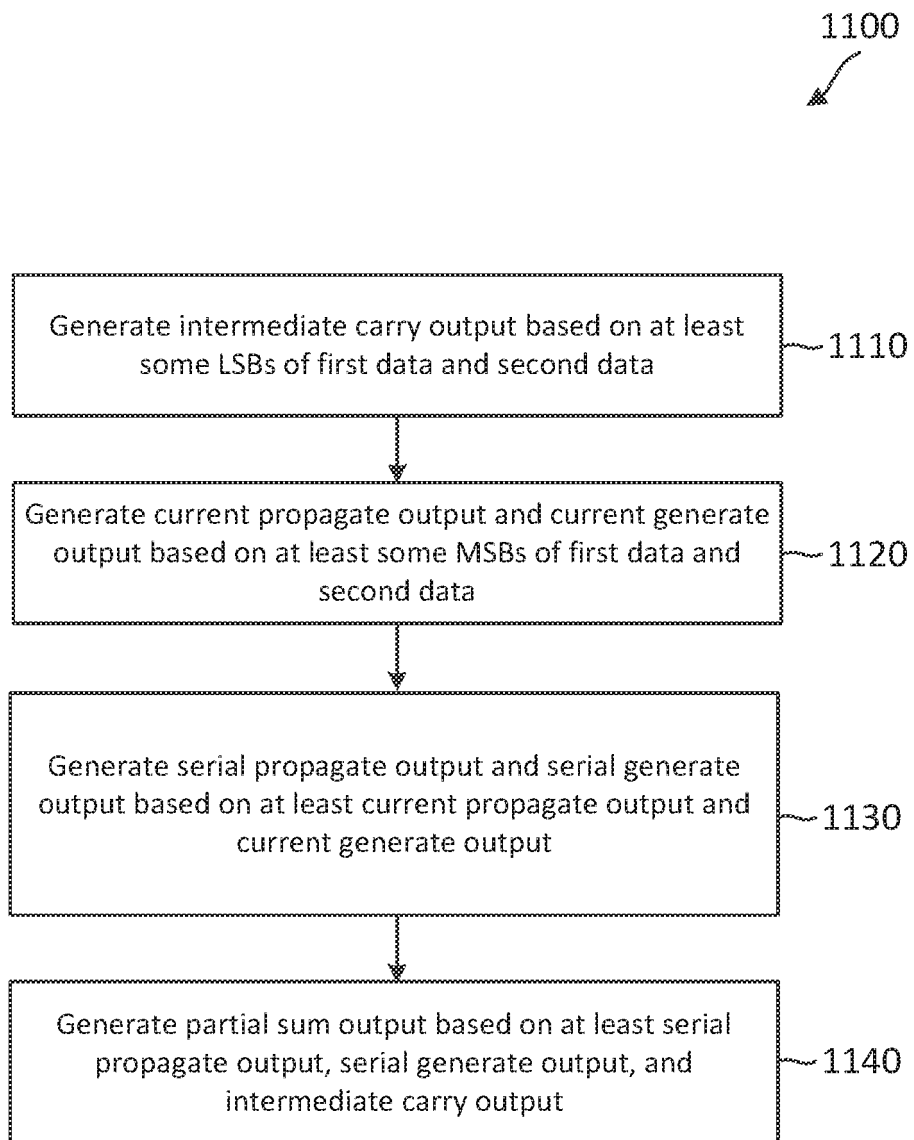 1100
Generate intermediate carry output based on at least
some LSBs of first data and second data
1110
Generate current propagate output and current generate
output based on at least some MSBs of first data and
second data
1120
Generate serial propagate output and serial generate
output based on at least current propagate output and
current generate output
1130
Generate partial sum output based on at least serial
propagate output, serial generate output, and
intermediate carry output
1140